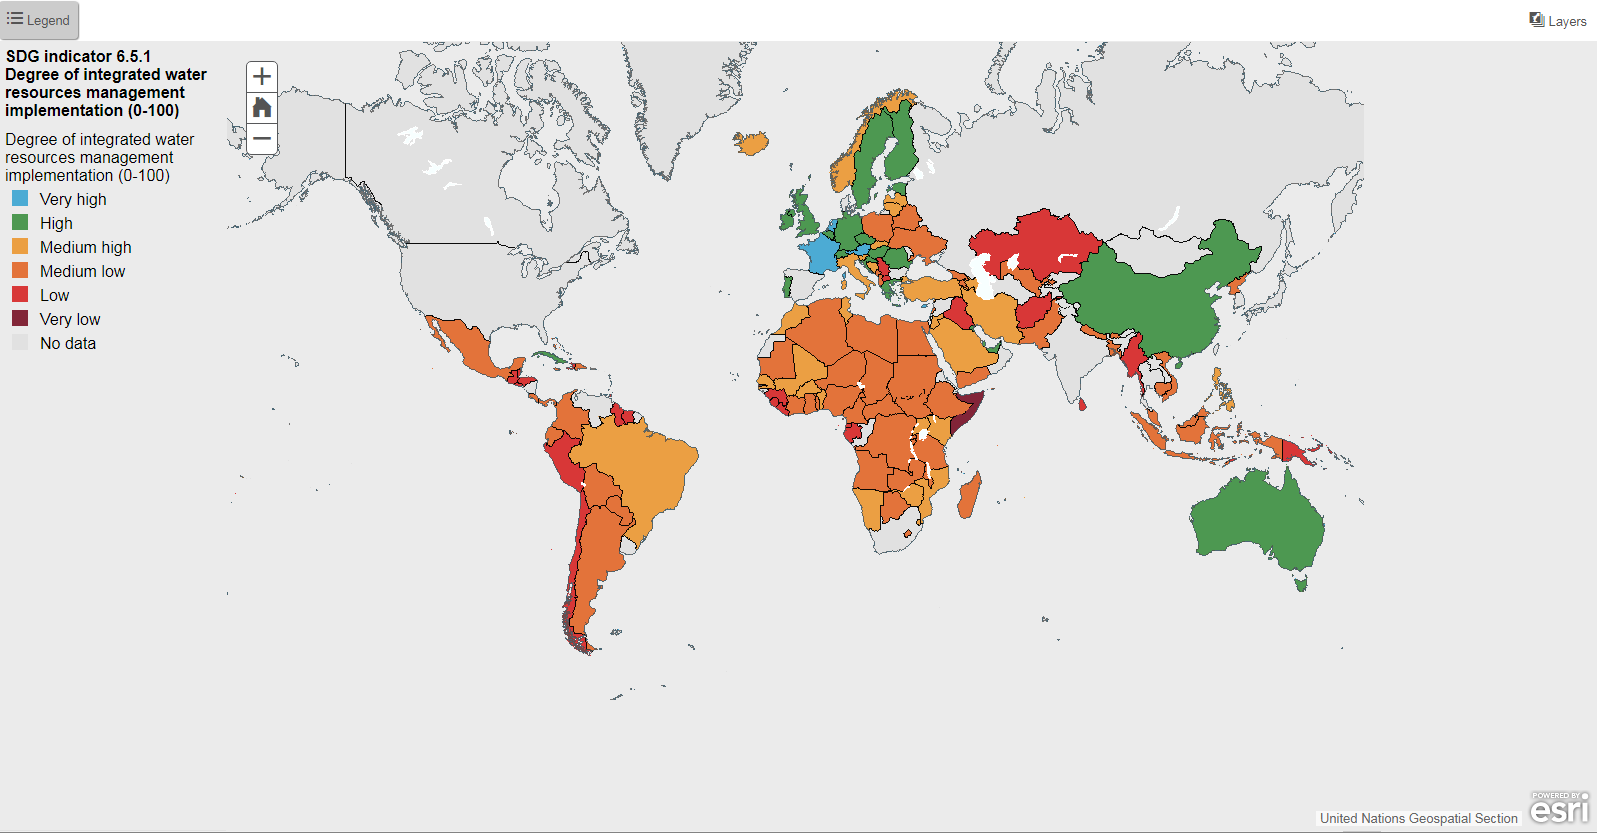 Legend
Layers
SDG indicator 6.5.1
Degree of integrated water
resources management
implementation (0-100)
Degree of integrated water
resources management
implementation (0-100)
Very high
High
Medium high
Medium low
Low
Very low
No data
United Nations Geospatial Section
POWERED BY
esri